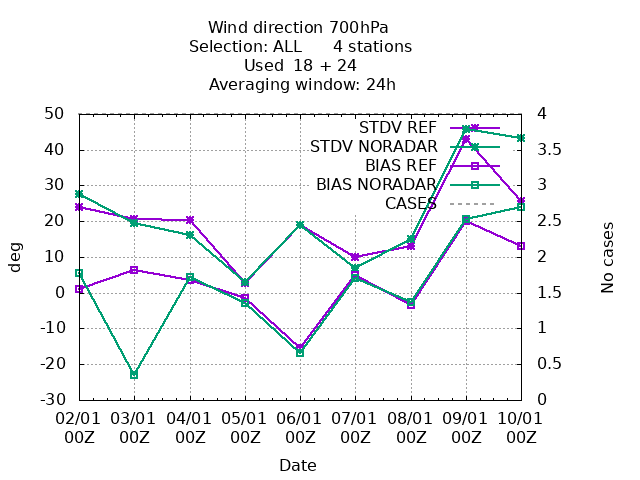 Wind direction 700hPa
Selection: ALL 4 stations
Used 18 + 24
Averaging window: 24h
50 4
STDV REF
40 3.5
STDV NORADAR
BIAS REF
30 3
BIAS NORADAR
CASES
20 2.5
deg
10 2
No cases
0 1.5
-10 1
-20 0.5
-30 0
02/01 03/01 04/01 05/01 06/01 07/01 08/01 09/01 10/01
00Z 00Z 00Z 00Z 00Z 00Z 00Z 00Z 00Z
Date